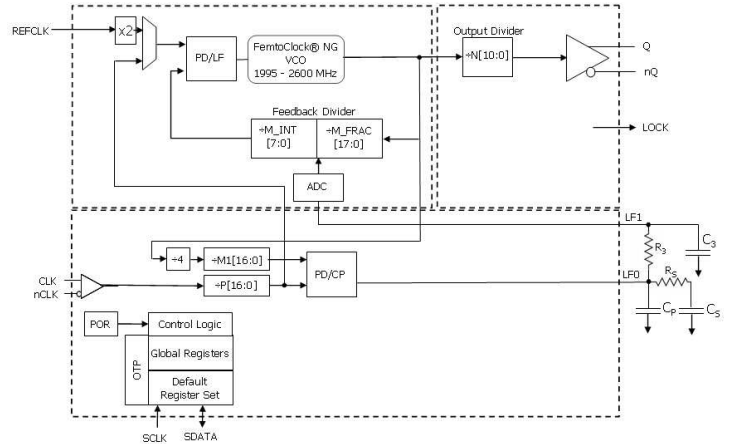 REFCLK
x2
PD/LF
FemtoClock® NG
VCO
1995 - 2600 MHz
Output Divider
÷N[10:0]
Q
nQ
Feedback Divider
÷M_INT
[7:0]
÷M_FRAC
[17:0]
LOCK
ADC
LF1
÷4
÷M1[16:0]
PD/CP
R3
C3
CLK
nCLK
÷P[16:0]
LF0
RS
CP
CS
POR
Control Logic
OTP
Global Registers
Default
Register Set
SCLK
SDATA